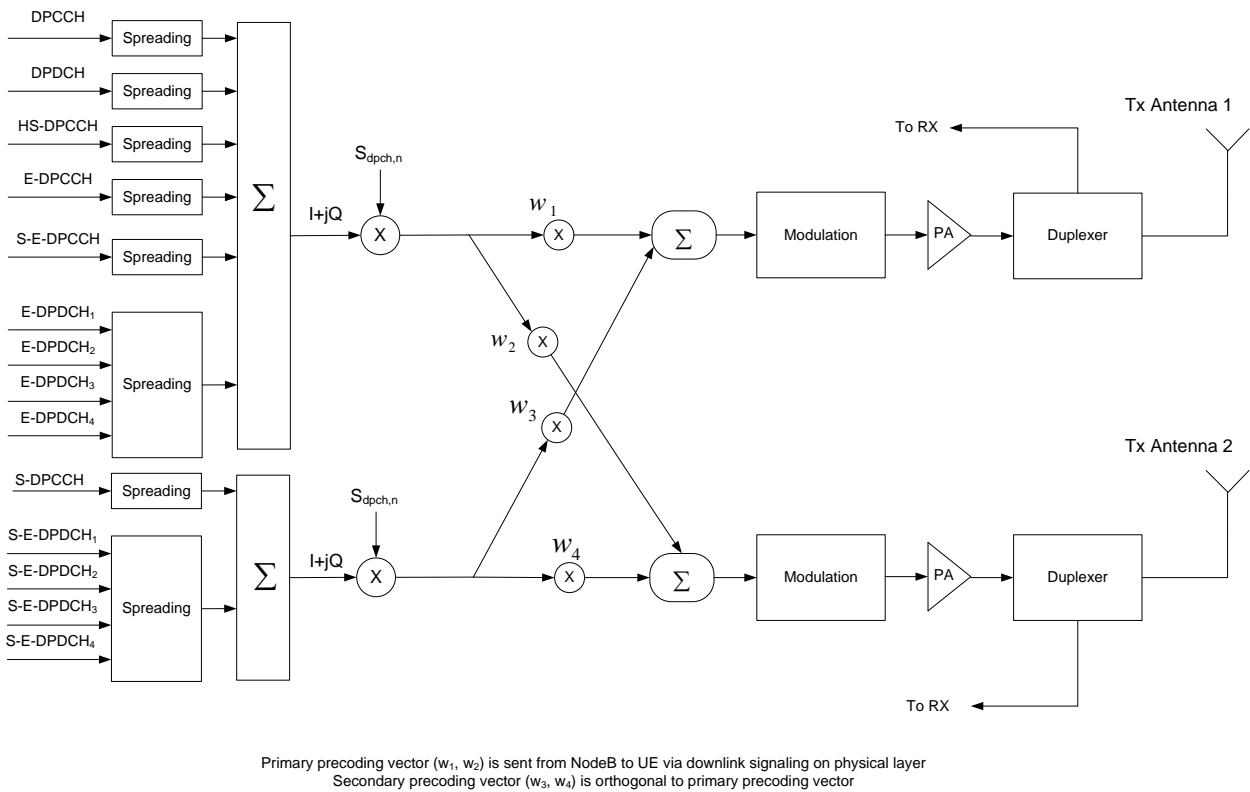 DPCCH
Spreading
DPDCH
Spreading
HS-DPCCH
Spreading
E-DPCCH
Spreading
S-E-DPCCH
Spreading
E-DPDCH₁
E-DPDCH₂
E-DPDCH₃
E-DPDCH₄
Spreading
Σ
I+jQ
S_dpch,n
X
w₁
X
w₂
X
w₃
X
Σ
Modulation
PA
Duplexer
To RX
Tx Antenna 1
S-DPCCH
Spreading
S-E-DPDCH₁
S-E-DPDCH₂
S-E-DPDCH₃
S-E-DPDCH₄
Spreading
Σ
I+jQ
S_dpch,n
X
w₄
X
Σ
Modulation
PA
Duplexer
To RX
Tx Antenna 2
Primary precoding vector (w₁, w₂) is sent from NodeB to UE via downlink signaling on physical layer
Secondary precoding vector (w₃, w₄) is orthogonal to primary precoding vector